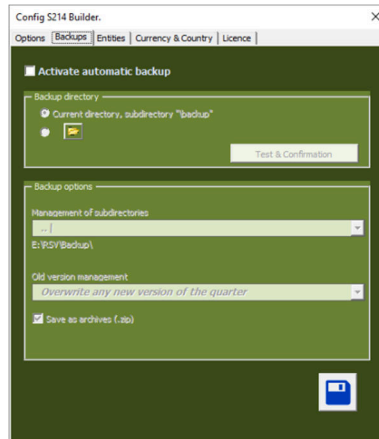 Config S214 Builder.
Options Backups Entities Currency & Country Licence
Activate automatic backup
Backup directory
Current directory, subdirectory "\backup"
Test & Confirmation
Backup options
Management of subdirectories
.. |
E:\RSV\Backup\
Old version management
Overwrite any new version of the quarter
Save as archives (.zip)